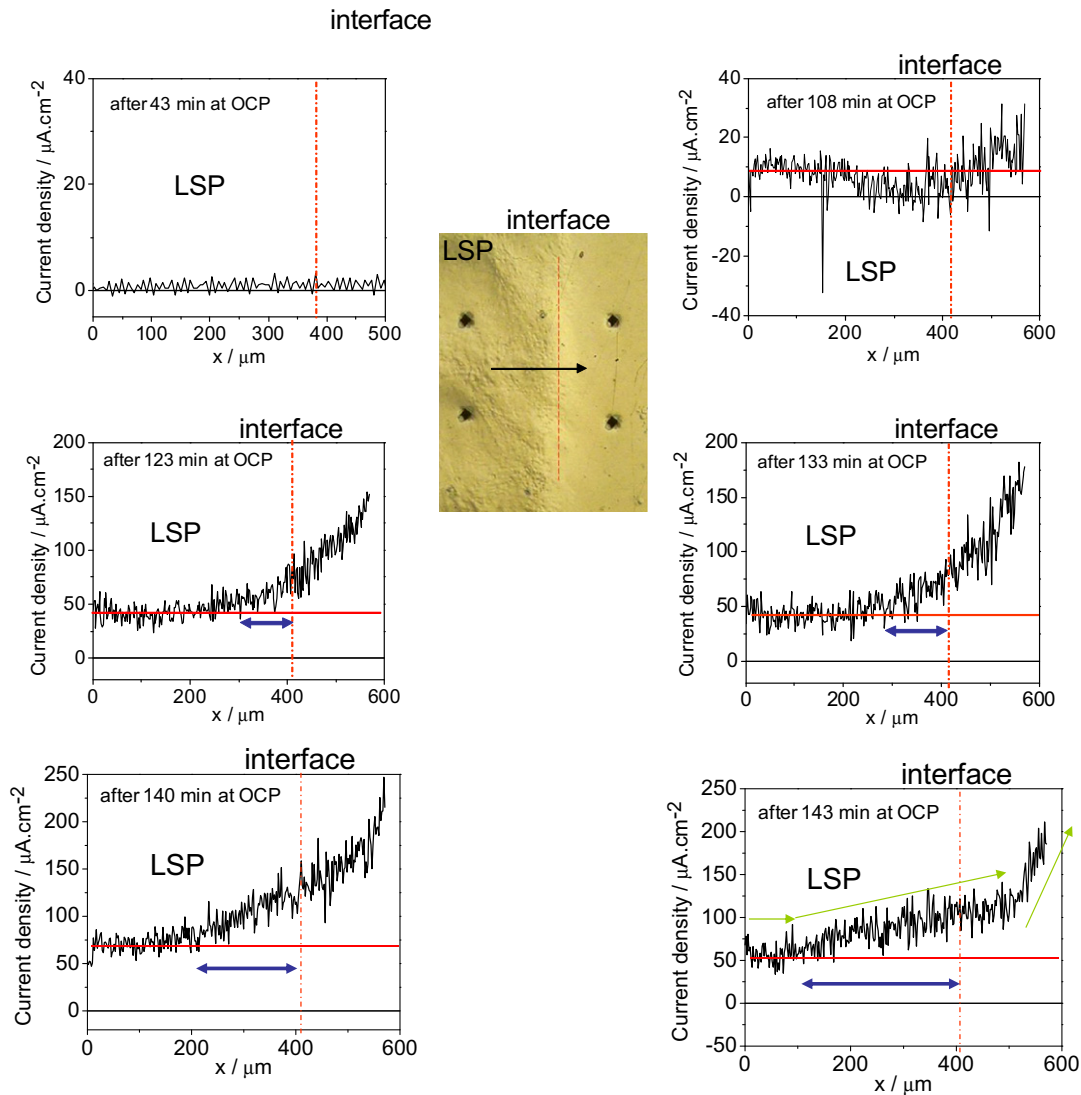 interface
40
20
0
Current density / μA.cm-2
after 43 min at OCP
LSP
0 100 200 300 400 500
x / μm
interface
40
20
0
-20
-40
Current density / μA.cm-2
after 108 min at OCP
LSP
0 200 400 600
x / μm
interface
LSP
interface
200
150
100
50
0
Current density / μA.cm-2
after 123 min at OCP
LSP
0 200 400 600
x / μm
interface
200
150
100
50
0
Current density / μA.cm-2
after 133 min at OCP
LSP
0 200 400 600
x / μm
interface
250
200
150
100
50
0
Current density / μA.cm-2
after 140 min at OCP
LSP
0 200 400 600
x / μm
interface
250
200
150
100
50
0
-50
Current density / μA.cm-2
after 143 min at OCP
LSP
0 200 400 600
x / μm